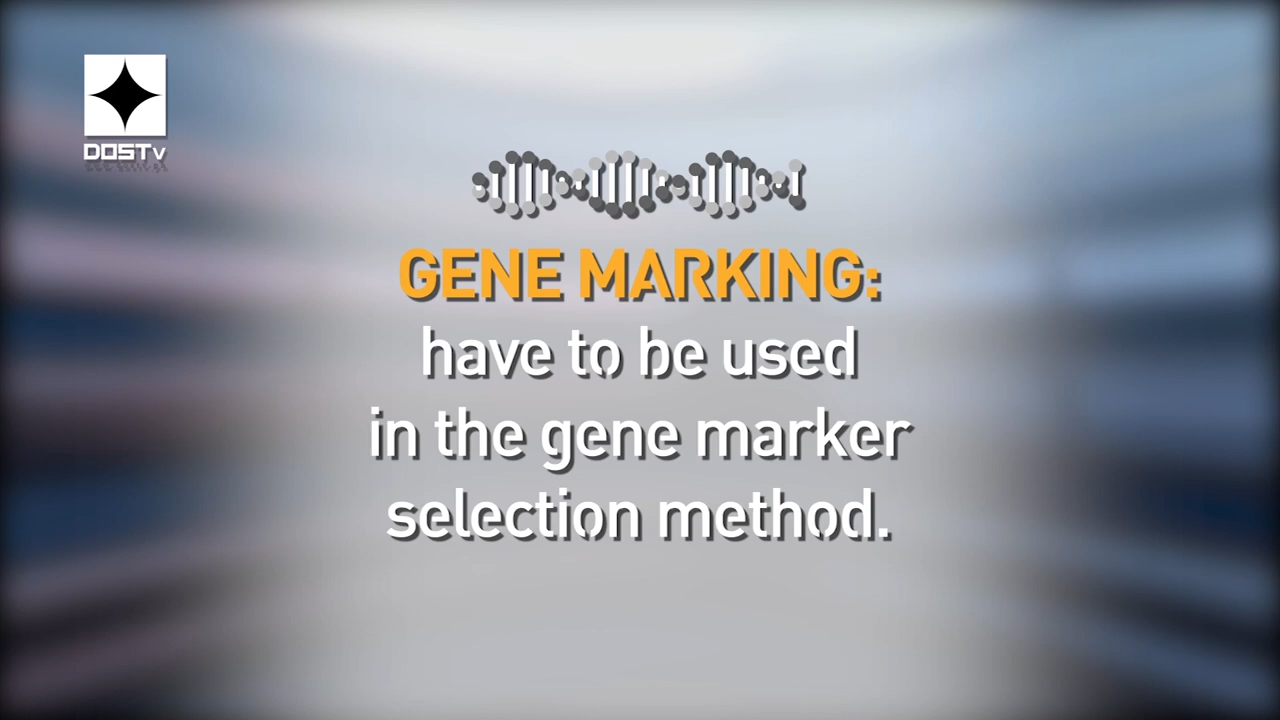 DOSTv
GENE MARKING:
have to be used
in the gene marker
selection method.